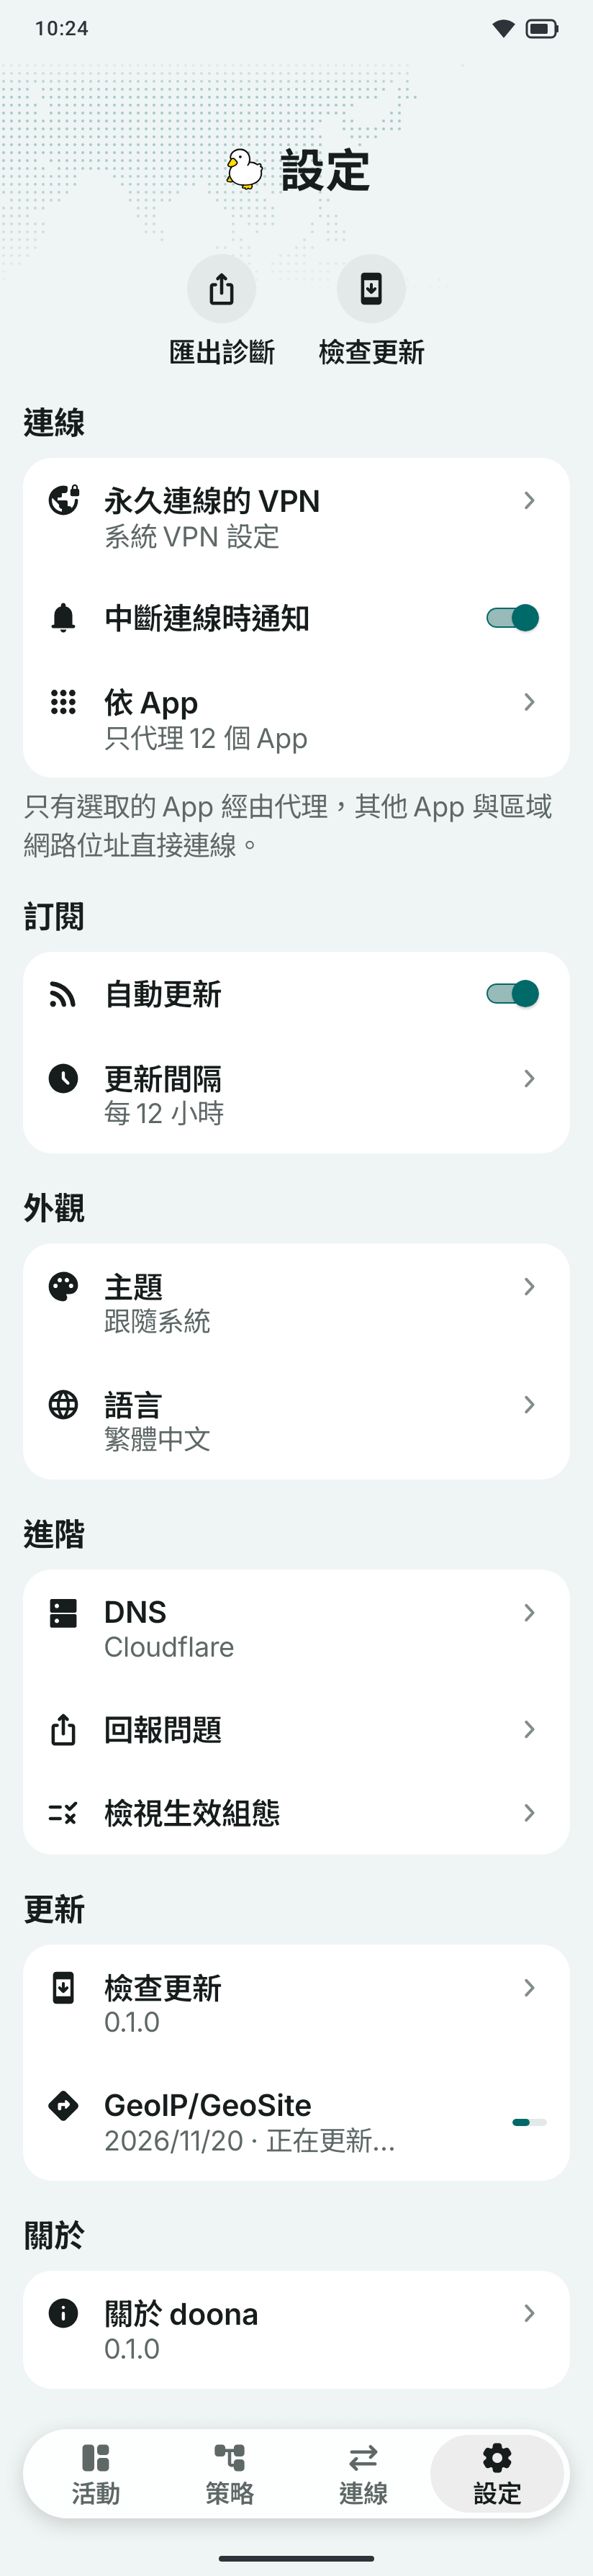 10:24
設定
匯出診斷
檢查更新
連線
永久連線的 VPN
系統 VPN 設定
中斷連線時通知
依 App
只代理 12 個 App
只有選取的 App 經由代理，其他 App 與區域
網路位址直接連線。
訂閱
自動更新
更新間隔
每 12 小時
外觀
主題
跟隨系統
語言
繁體中文
進階
DNS
Cloudflare
回報問題
檢視生效組態
更新
檢查更新
0.1.0
GeoIP/GeoSite
2026/11/20 · 正在更新…
關於
關於 doona
0.1.0
活動
策略
連線
設定